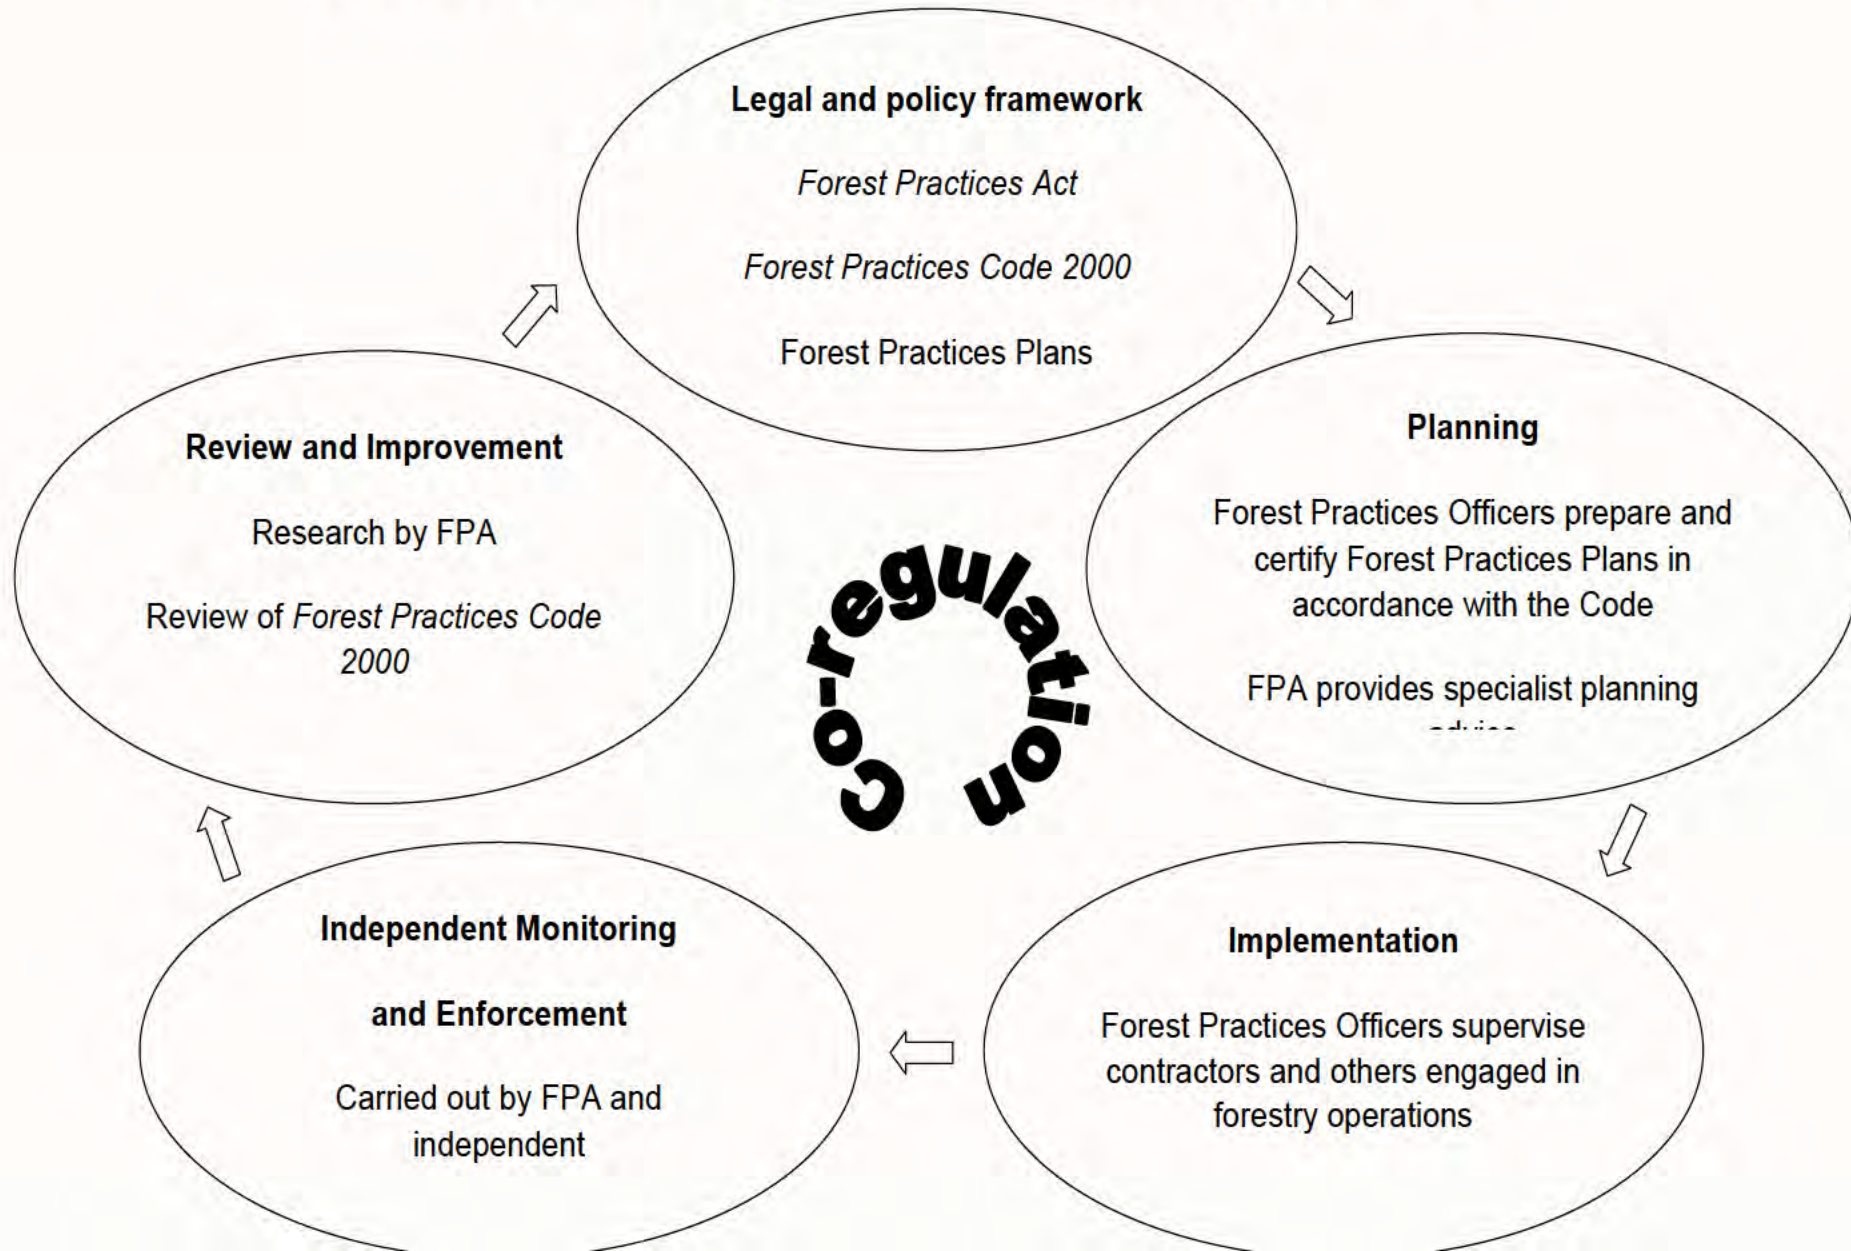 Legal and policy framework
Forest Practices Act
Forest Practices Code 2000
Forest Practices Plans
Planning
Forest Practices Officers prepare and
certify Forest Practices Plans in
accordance with the Code
FPA provides specialist planning
Implementation
Forest Practices Officers supervise
contractors and others engaged in
forestry operations
Independent Monitoring
and Enforcement
Carried out by FPA and
independent
Review and Improvement
Research by FPA
Review of Forest Practices Code
2000
Co-regulation